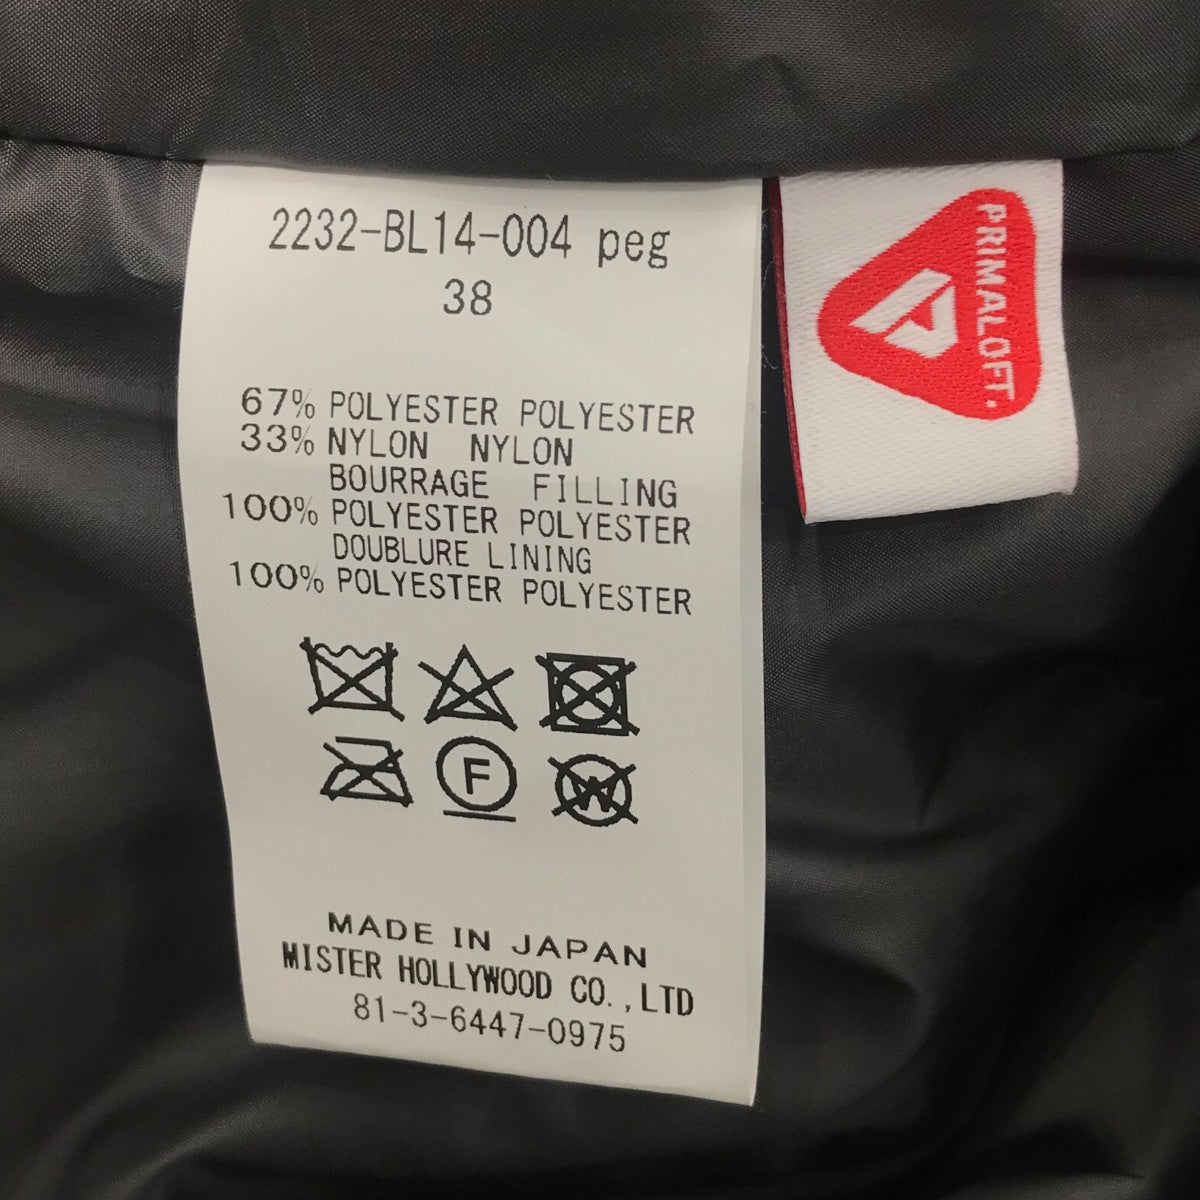 2232-BL14-004 peg
38
67% POLYESTER POLYESTER
33% NYLON NYLON
BOURRAGE FILLING
100% POLYESTER POLYESTER
DOUBLURE LINING
100% POLYESTER POLYESTER
F
W
MADE IN JAPAN
MISTER HOLLYWOOD CO.,LTD
81-3-6447-0975
PRIMALOFT.